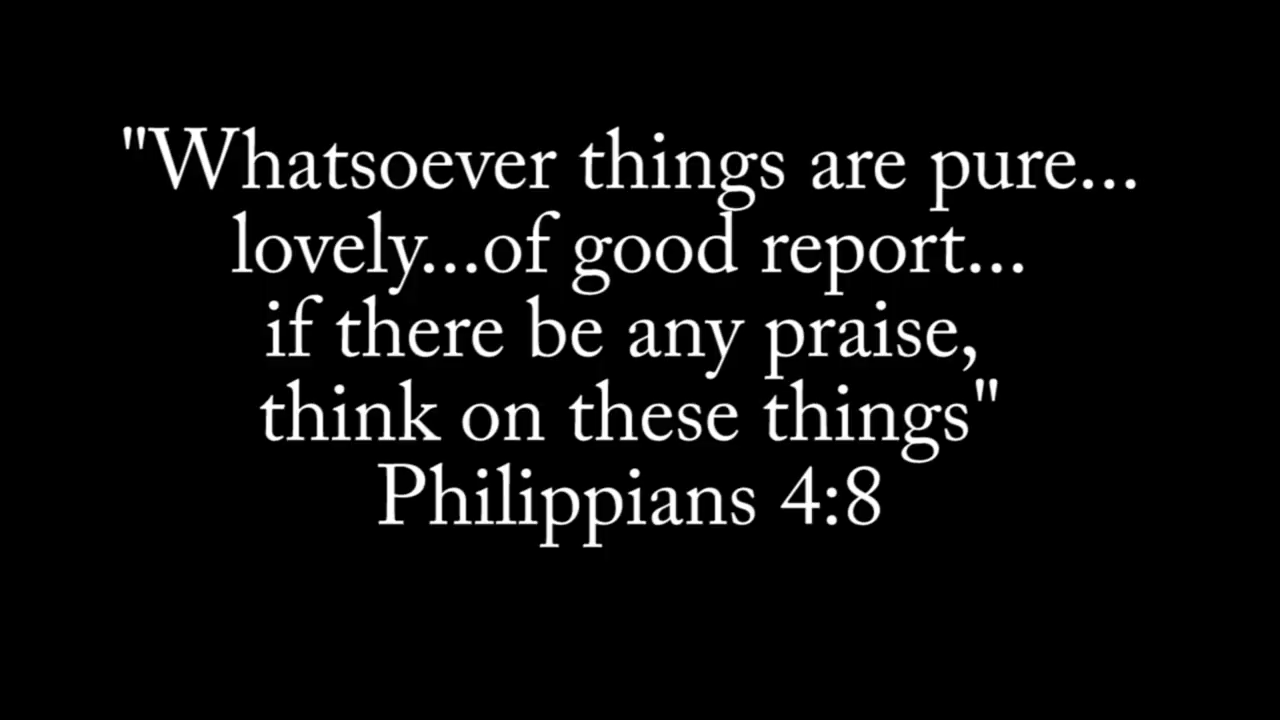 "Whatsoever things are pure...
lovely...of good report...
if there be any praise,
think on these things"
Philippians 4:8